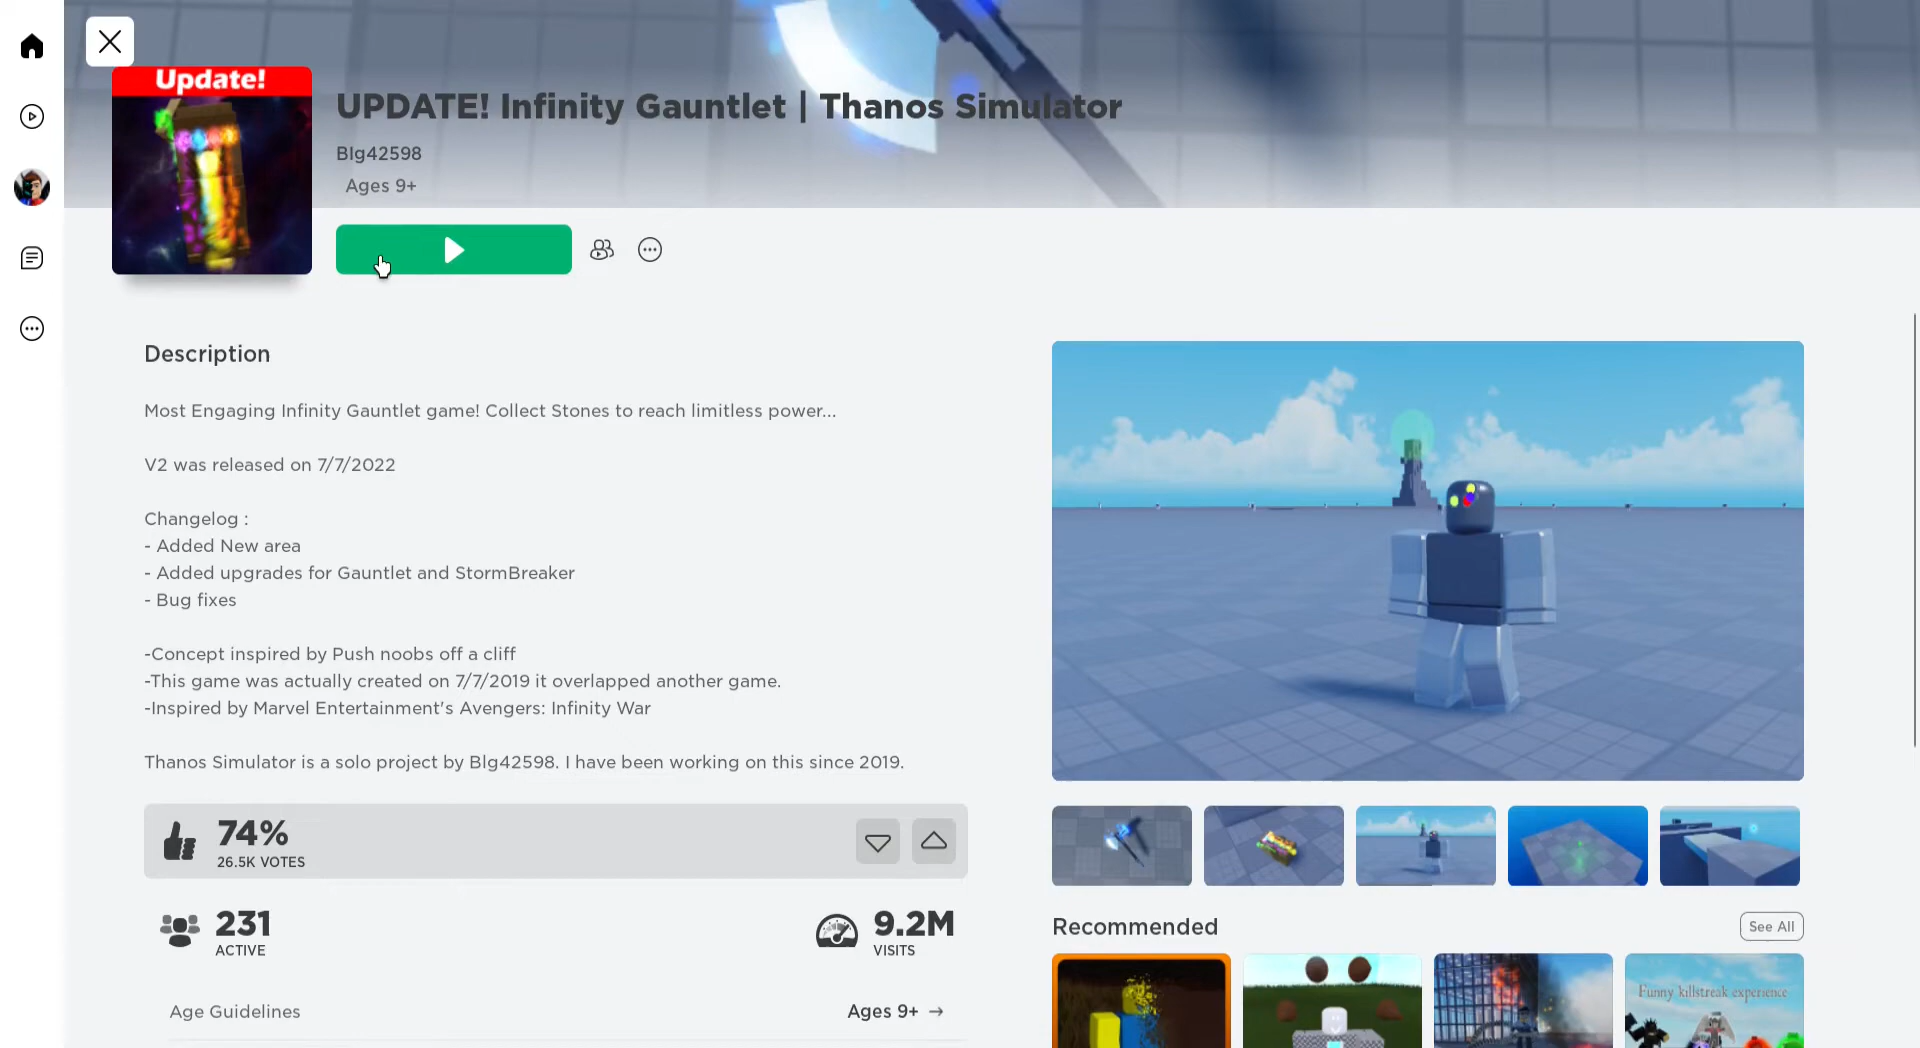 Update!
UPDATE! Infinity Gauntlet | Thanos Simulator
Blg42598
Ages 9+
Description
Most Engaging Infinity Gauntlet game! Collect Stones to reach limitless power...
V2 was released on 7/7/2022
Changelog :
- Added New area
- Added upgrades for Gauntlet and StormBreaker
- Bug fixes
-Concept inspired by Push noobs off a cliff
-This game was actually created on 7/7/2019 it overlapped another game.
-Inspired by Marvel Entertainment's Avengers: Infinity War
Thanos Simulator is a solo project by Blg42598. I have been working on this since 2019.
74%
26.5K VOTES
231
ACTIVE
9.2M
VISITS
Age Guidelines
Ages 9+ →
Recommended
See All
Funny killstreak experience